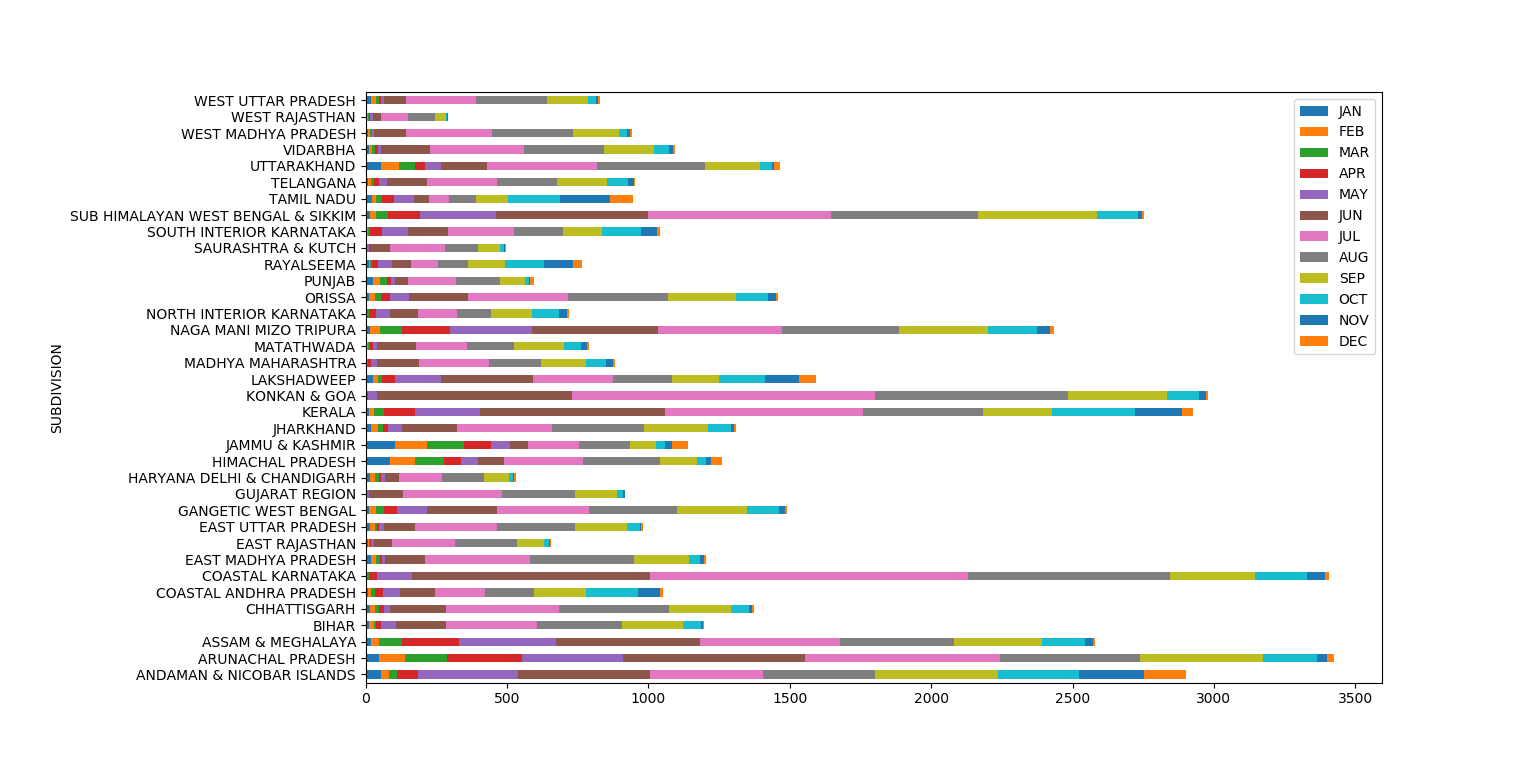 WEST UTTAR PRADESH
WEST RAJASTHAN
WEST MADHYA PRADESH
VIDARBHA
UTTARAKHAND
TELANGANA
TAMIL NADU
SUB HIMALAYAN WEST BENGAL & SIKKIM
SOUTH INTERIOR KARNATAKA
SAURASHTRA & KUTCH
RAYALSEEMA
PUNJAB
ORISSA
NORTH INTERIOR KARNATAKA
NAGA MANI MIZO TRIPURA
MATATHWADA
MADHYA MAHARASHTRA
LAKSHADWEEP
KONKAN & GOA
KERALA
JHARKHAND
JAMMU & KASHMIR
HIMACHAL PRADESH
HARYANA DELHI & CHANDIGARH
GUJARAT REGION
GANGETIC WEST BENGAL
EAST UTTAR PRADESH
EAST RAJASTHAN
EAST MADHYA PRADESH
COASTAL KARNATAKA
COASTAL ANDHRA PRADESH
CHHATTISGARH
BIHAR
ASSAM & MEGHALAYA
ARUNACHAL PRADESH
ANDAMAN & NICOBAR ISLANDS
SUBDIVISION
0 500 1000 1500 2000 2500 3000 3500
JAN
FEB
MAR
APR
MAY
JUN
JUL
AUG
SEP
OCT
NOV
DEC